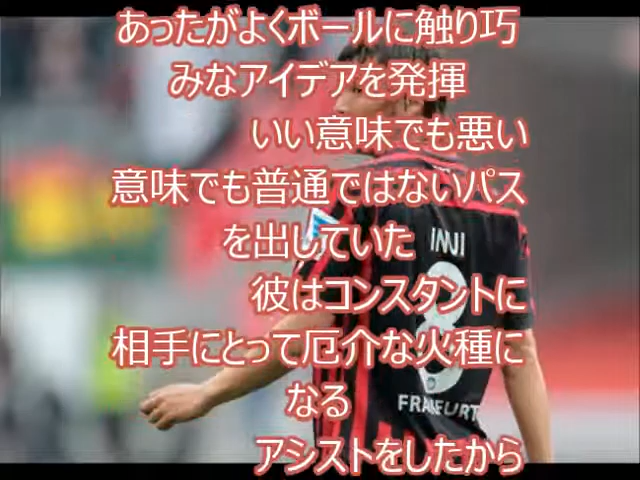 あったがよくボールに触り巧
みなアイデアを発揮
いい意味でも悪い
意味でも普通ではないパス
を出していた
INUI
8
彼はコンスタントに
相手にとって厄介な火種に
なる
FRANKFURT
アシストをしたから